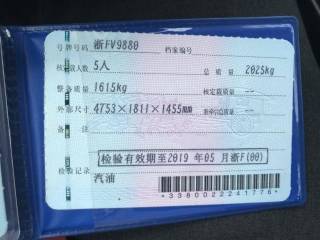 号牌号码 浙FV9880 档案编号
核定载人数 5人 总质量 2025kg
整备质量 1615kg 核定载质量 --
外廓尺寸 4753×1811×1455mm 准牵引总质量 --
备注
检验有效期至2019年05月浙F(00)
检验记录
汽油
*3380022241776*